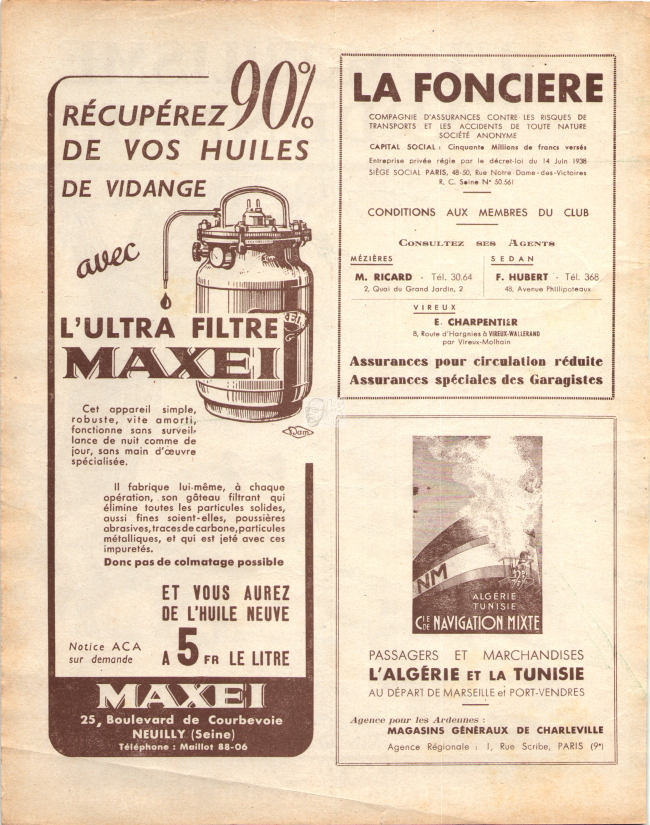 RÉCUPÉREZ 90%
DE VOS HUILES
DE VIDANGE
avec
L'ULTRA FILTRE
MAXEI
Cet appareil simple,
robuste, vite amorti,
fonctionne sans surveil-
lance de nuit comme de
jour, sans main d'œuvre
spécialisée.
Dam
Il fabrique lui-même, à chaque
opération, son gâteau filtrant qui
élimine toutes les particules solides,
aussi fines soient-elles, poussières
abrasives, traces de carbone, particules
métalliques, et qui est jeté avec ces
impuretés.
Donc pas de colmatage possible
ET VOUS AUREZ
DE L'HUILE NEUVE
A 5 FR LE LITRE
Notice ACA
sur demande
MAXEI
25, Boulevard de Courbevoie
NEUILLY (Seine)
Téléphone : Maillot 88-06
LA FONCIERE
COMPAGNIE D'ASSURANCES CONTRE LES RISQUES DE
TRANSPORTS ET LES ACCIDENTS DE TOUTE NATURE
SOCIÉTÉ ANONYME
CAPITAL SOCIAL : Cinquante Millions de francs versés
Entreprise privée régie par le décret-loi du 14 Juin 1938
SIÈGE SOCIAL PARIS, 48-50, Rue Notre-Dame-des-Victoires
R. C. Seine N° 50.561
CONDITIONS AUX MEMBRES DU CLUB
CONSULTEZ SES AGENTS
MÉZIÈRES
M. RICARD - Tél. 30.64
2, Quai du Grand Jardin, 2
SEDAN
F. HUBERT - Tél. 368
48, Avenue Philippoteaux
VIREUX
E. CHARPENTIER
8, Route d'Hargnies à VIREUX-WALLERAND
par Vireux-Molhain
Assurances pour circulation réduite
Assurances spéciales des Garagistes
NM
ALGÉRIE
TUNISIE
CIE DE NAVIGATION MIXTE
PASSAGERS ET MARCHANDISES
L'ALGÉRIE ET LA TUNISIE
AU DÉPART DE MARSEILLE et PORT-VENDRES
Agence pour les Ardennes :
MAGASINS GÉNÉRAUX DE CHARLEVILLE
Agence Régionale : 1, Rue Scribe, PARIS (9e)